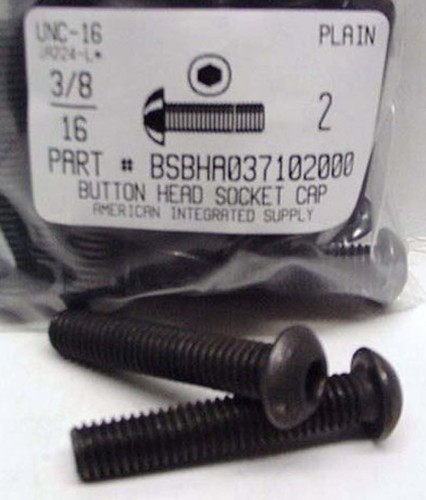 UNC-16
PLAIN
3/8
16
2
PART # BSBHA037102000
BUTTON HEAD SOCKET CAP
AMERICAN INTEGRATED SUPPLY